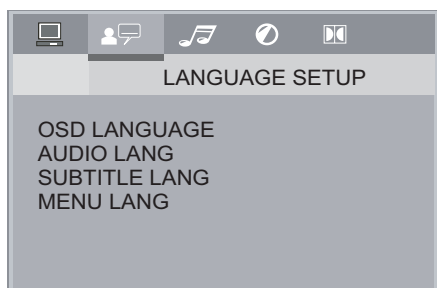 LANGUAGE SETUP
OSD LANGUAGE
AUDIO LANG
SUBTITLE LANG
MENU LANG